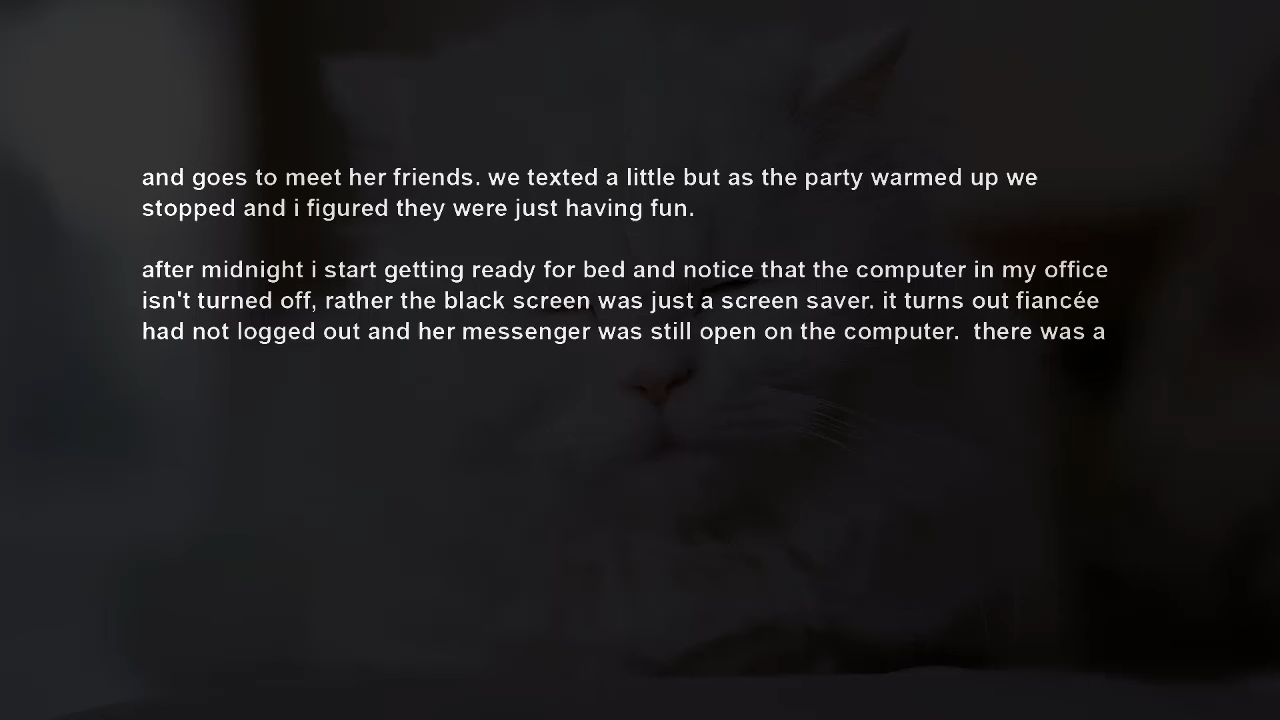 and goes to meet her friends. we texted a little but as the party warmed up we
stopped and i figured they were just having fun.
after midnight i start getting ready for bed and notice that the computer in my office
isn't turned off, rather the black screen was just a screen saver. it turns out fiancée
had not logged out and her messenger was still open on the computer.  there was a